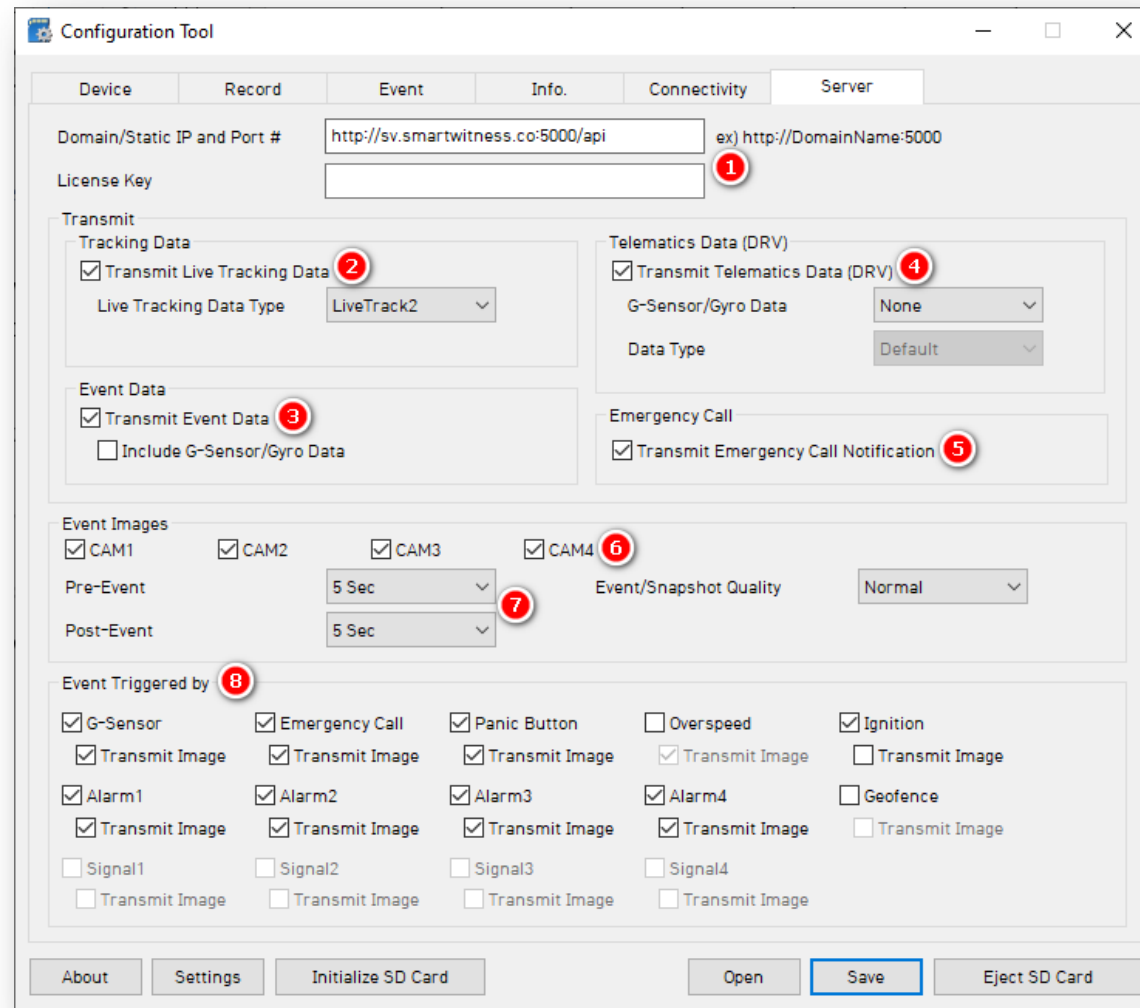 Configuration Tool
Device Record Event Info. Connectivity Server
Domain/Static IP and Port # http://sv.smartwitness.co:5000/api ex) http://DomainName:5000
1
License Key
Transmit
Tracking Data
Transmit Live Tracking Data 2
Live Tracking Data Type LiveTrack2
Telematics Data (DRV)
Transmit Telematics Data (DRV) 4
G-Sensor/Gyro Data None
Data Type Default
Event Data
Transmit Event Data 3
Include G-Sensor/Gyro Data
Emergency Call
Transmit Emergency Call Notification 5
Event Images
CAM1 CAM2 CAM3 CAM4 6
Pre-Event 5 Sec Event/Snapshot Quality Normal
7
Post-Event 5 Sec
Event Triggered by 8
G-Sensor Emergency Call Panic Button Overspeed Ignition
Transmit Image Transmit Image Transmit Image Transmit Image Transmit Image
Alarm1 Alarm2 Alarm3 Alarm4 Geofence
Transmit Image Transmit Image Transmit Image Transmit Image Transmit Image
Signal1 Signal2 Signal3 Signal4
Transmit Image Transmit Image Transmit Image Transmit Image
About Settings Initialize SD Card Open Save Eject SD Card